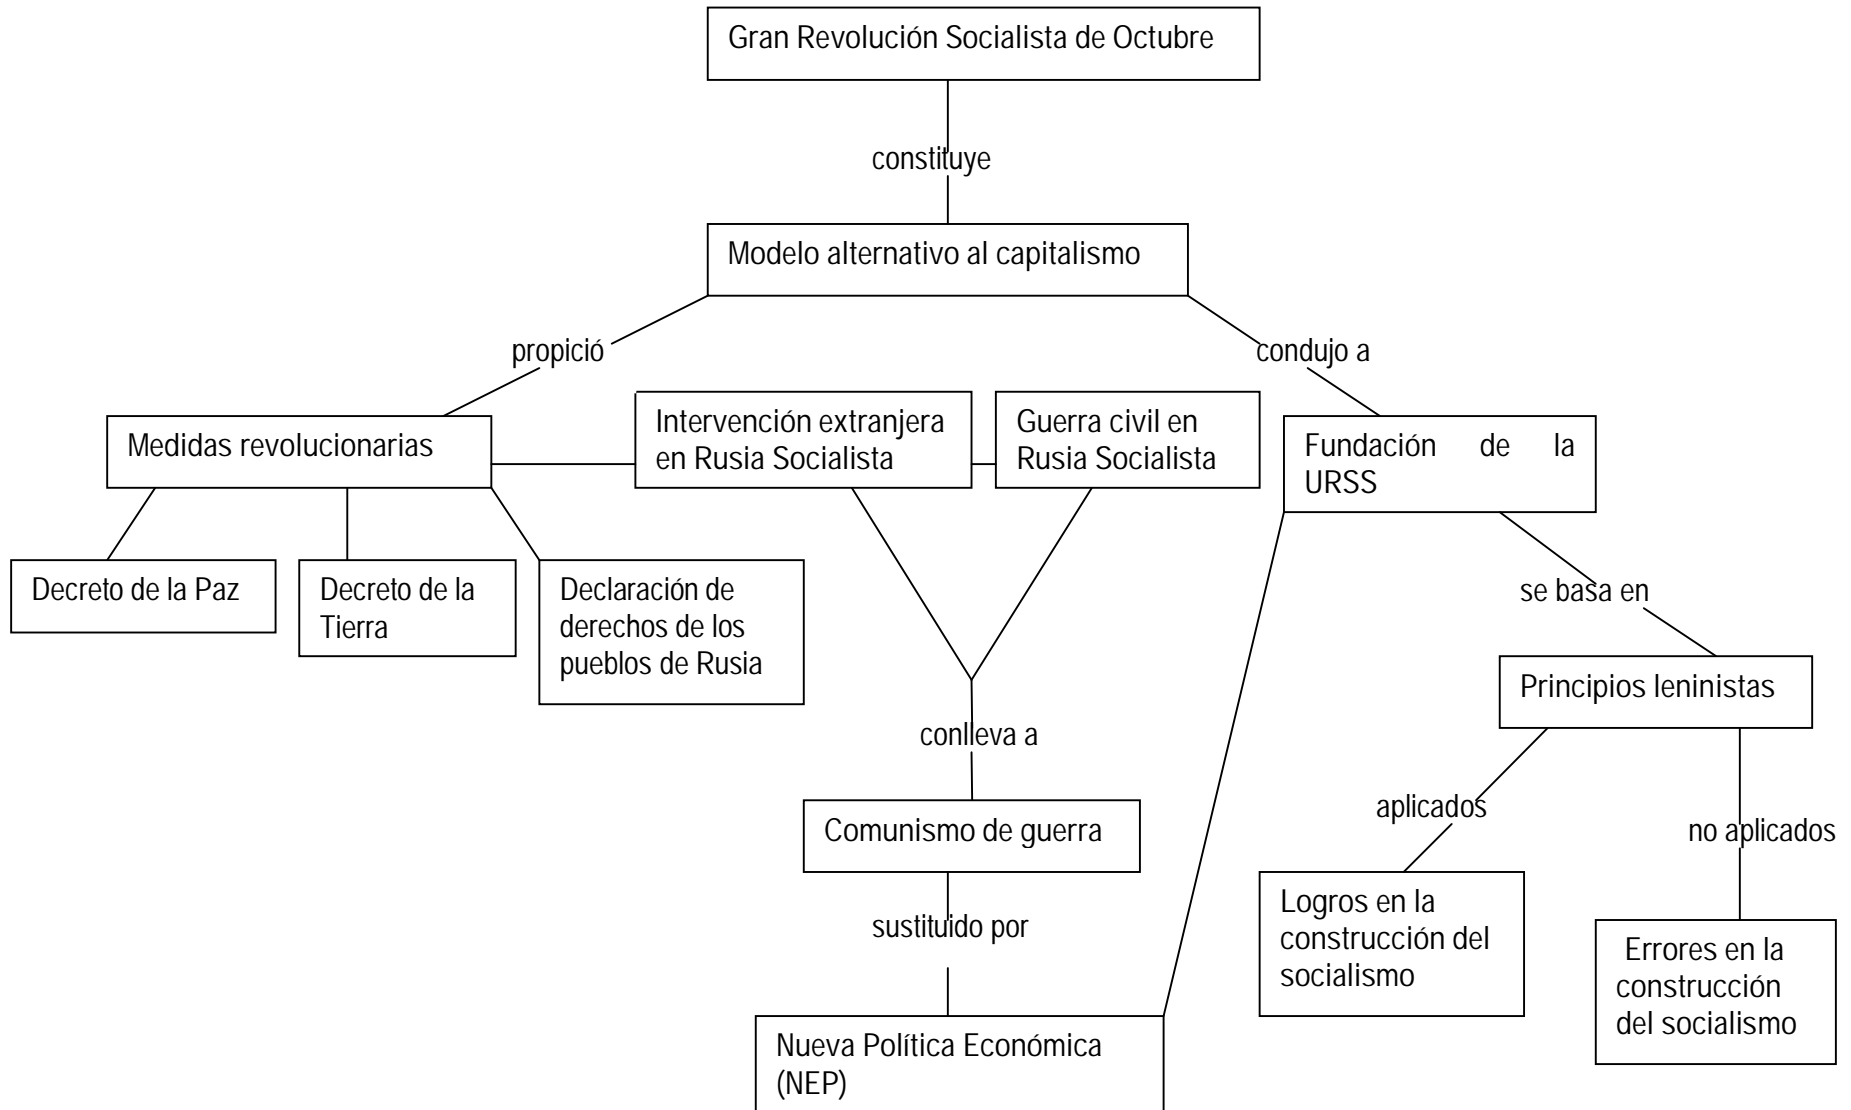 Gran Revolución Socialista de Octubre
constituye
Modelo alternativo al capitalismo
propició
condujo a
Medidas revolucionarias
Intervención extranjera
en Rusia Socialista
Guerra civil en
Rusia Socialista
Fundación de la
URSS
Decreto de la Paz
Decreto de la
Tierra
Declaración de
derechos de los
pueblos de Rusia
se basa en
Principios leninistas
conlleva a
Comunismo de guerra
aplicados
no aplicados
sustituido por
Logros en la
construcción del
socialismo
Errores en la
construcción
del socialismo
Nueva Política Económica
(NEP)